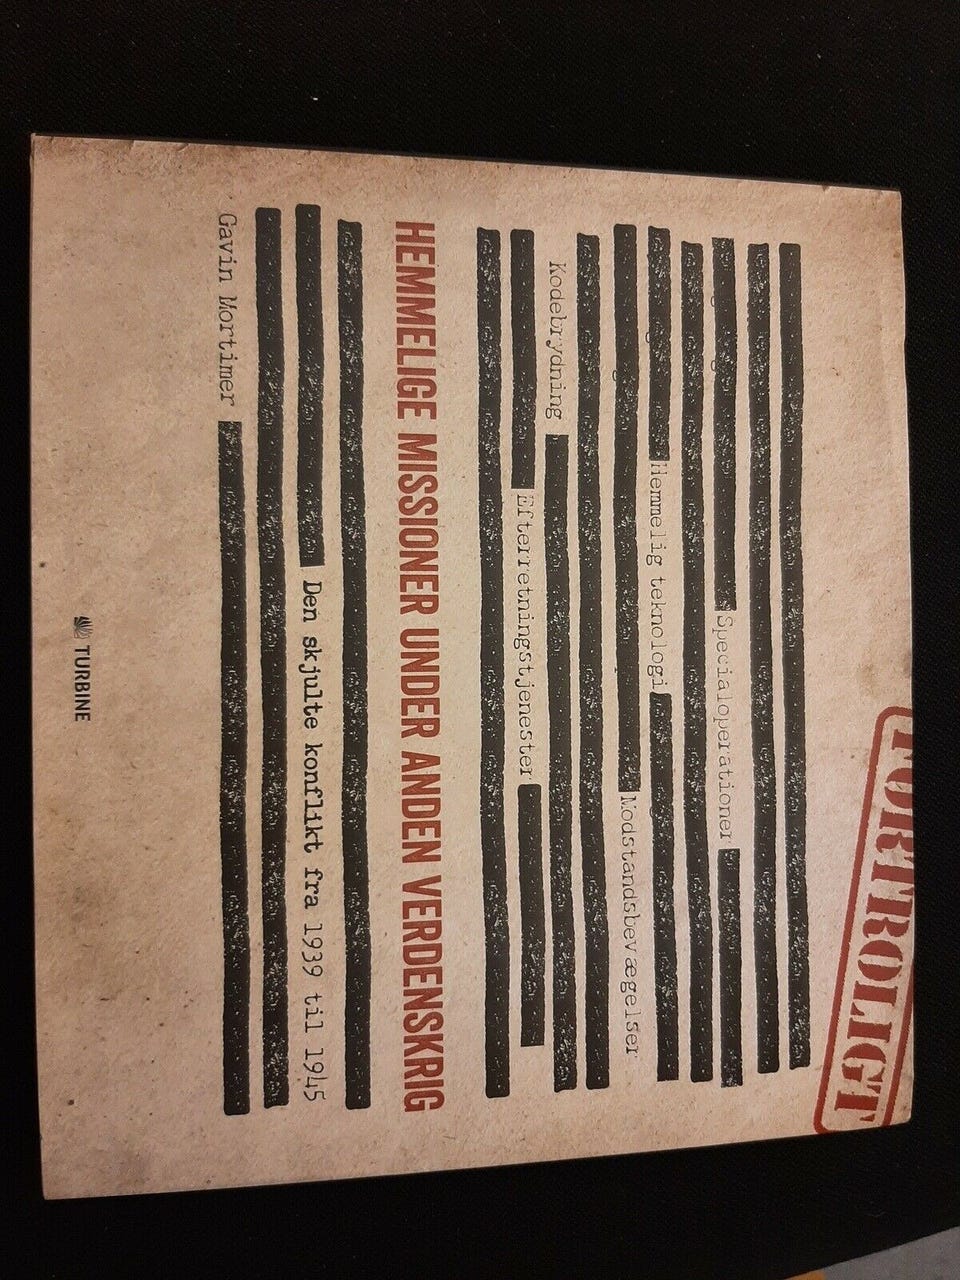 FORTROLIGT
Specialoperationer
Hemmelig teknologi
Modstandsbevægelser
Kodebrydning
Efterretningstjenester
HEMMELIGE MISSIONER UNDER ANDEN VERDENSKRIG
Den skjulte konflikt fra 1939 til 1945
Gavin Mortimer
TURBINE